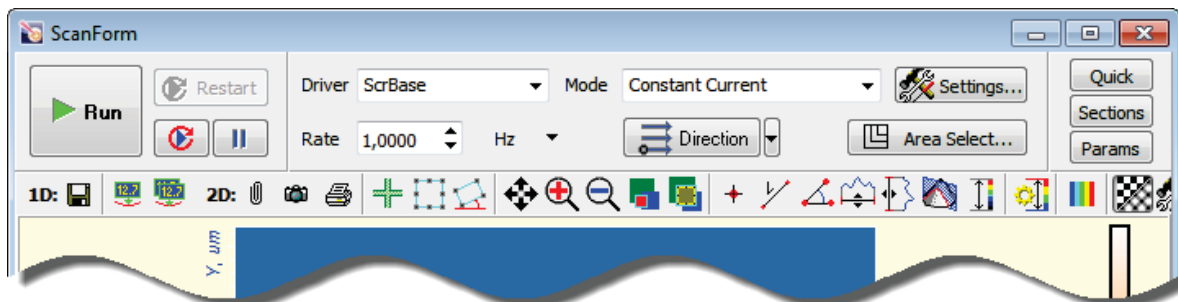 ScanForm
Run
Restart
Driver ScrBase Mode Constant Current Settings...
Rate 1,0000 Hz Direction Area Select...
Quick
Sections
Params
1D: 12.7 12.7 2D:
Y, um